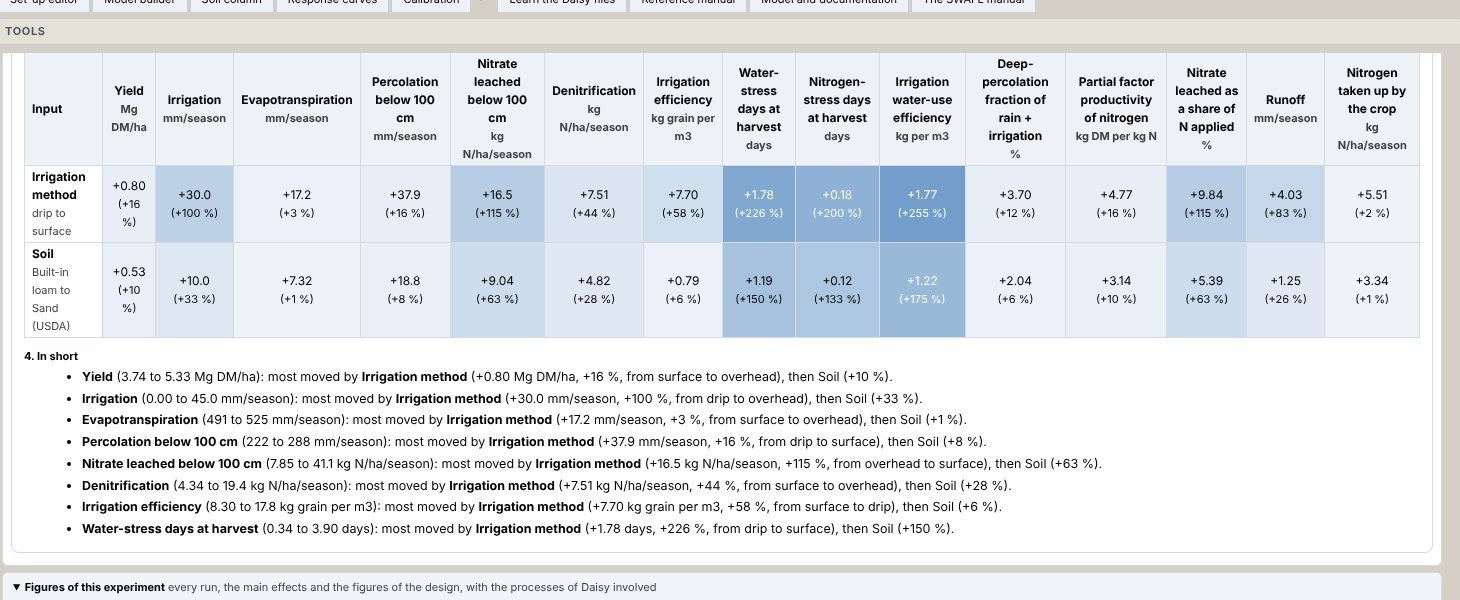 Set-up editor Model builder Soil column Response curves Calibration Learn the Daisy files Reference manual Model and documentation The SWAPE manual
TOOLS
Input
Yield
Mg
DM/ha
Irrigation
mm/season
Evapotranspiration
mm/season
Percolation
below 100
cm
mm/season
Nitrate
leached
below 100
cm
kg
N/ha/season
Denitrification
kg
N/ha/season
Irrigation
efficiency
kg grain per
m3
Water-
stress
days at
harvest
days
Nitrogen-
stress days
at harvest
days
Irrigation
water-use
efficiency
kg per m3
Deep-
percolation
fraction of
rain +
irrigation
%
Partial factor
productivity
of nitrogen
kg DM per kg N
Nitrate
leached as
a share of
N applied
%
Runoff
mm/season
Nitrogen
taken up by
the crop
kg
N/ha/season
Irrigation
method
drip to
surface
+0.80
(+16
%)
+30.0
(+100 %)
+17.2
(+3 %)
+37.9
(+16 %)
+16.5
(+115 %)
+7.51
(+44 %)
+7.70
(+58 %)
+1.78
(+226 %)
+0.18
(+200 %)
+1.77
(+255 %)
+3.70
(+12 %)
+4.77
(+16 %)
+9.84
(+115 %)
+4.03
(+83 %)
+5.51
(+2 %)
Soil
Built-in
loam to
Sand
(USDA)
+0.53
(+10
%)
+10.0
(+33 %)
+7.32
(+1 %)
+18.8
(+8 %)
+9.04
(+63 %)
+4.82
(+28 %)
+0.79
(+6 %)
+1.19
(+150 %)
+0.12
(+133 %)
+1.22
(+175 %)
+2.04
(+6 %)
+3.14
(+10 %)
+5.39
(+63 %)
+1.25
(+26 %)
+3.34
(+1 %)
4. In short
• Yield (3.74 to 5.33 Mg DM/ha): most moved by Irrigation method (+0.80 Mg DM/ha, +16 %, from surface to overhead), then Soil (+10 %).
• Irrigation (0.00 to 45.0 mm/season): most moved by Irrigation method (+30.0 mm/season, +100 %, from drip to overhead), then Soil (+33 %).
• Evapotranspiration (491 to 525 mm/season): most moved by Irrigation method (+17.2 mm/season, +3 %, from surface to overhead), then Soil (+1 %).
• Percolation below 100 cm (222 to 288 mm/season): most moved by Irrigation method (+37.9 mm/season, +16 %, from drip to surface), then Soil (+8 %).
• Nitrate leached below 100 cm (7.85 to 41.1 kg N/ha/season): most moved by Irrigation method (+16.5 kg N/ha/season, +115 %, from overhead to surface), then Soil (+63 %).
• Denitrification (4.34 to 19.4 kg N/ha/season): most moved by Irrigation method (+7.51 kg N/ha/season, +44 %, from surface to overhead), then Soil (+28 %).
• Irrigation efficiency (8.30 to 17.8 kg grain per m3): most moved by Irrigation method (+7.70 kg grain per m3, +58 %, from surface to drip), then Soil (+6 %).
• Water-stress days at harvest (0.34 to 3.90 days): most moved by Irrigation method (+1.78 days, +226 %, from drip to surface), then Soil (+150 %).
▼ Figures of this experiment every run, the main effects and the figures of the design, with the processes of Daisy involved